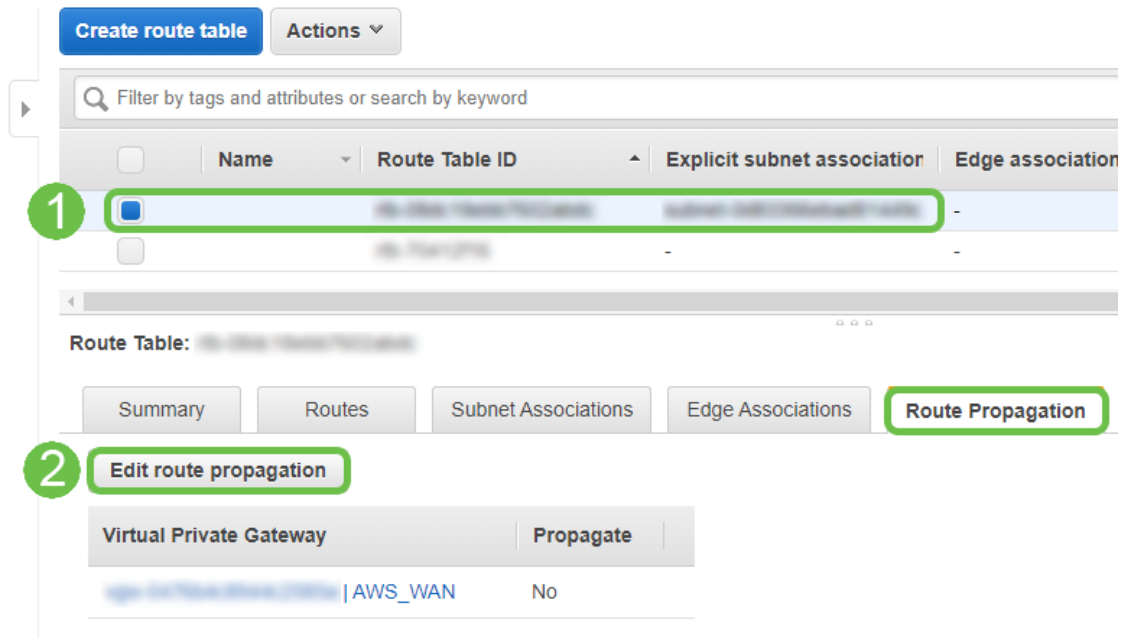 Create route table Actions
Filter by tags and attributes or search by keyword
Name Route Table ID Explicit subnet association Edge association
1 -
- -
Route Table:
Summary Routes Subnet Associations Edge Associations Route Propagation
2 Edit route propagation
Virtual Private Gateway Propagate
| AWS_WAN No